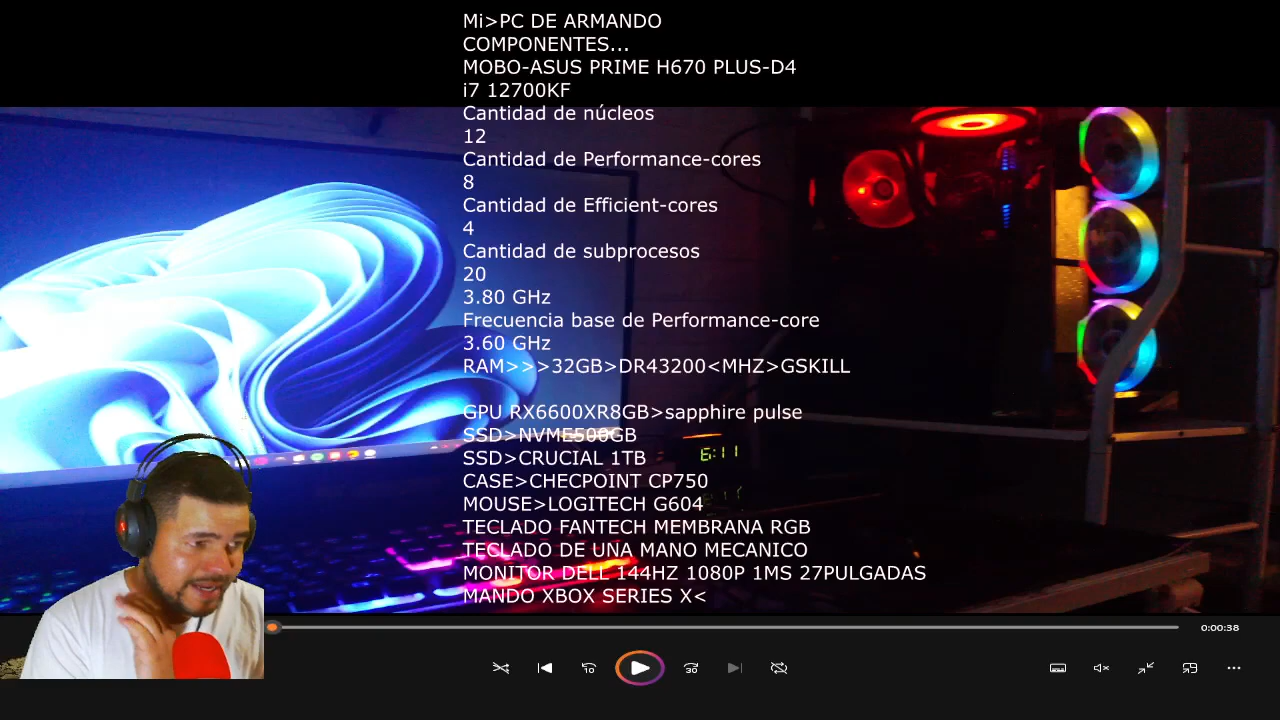 Mi>PC DE ARMANDO
COMPONENTES...
MOBO-ASUS PRIME H670 PLUS-D4
i7 12700KF
Cantidad de núcleos
12
Cantidad de Performance-cores
8
Cantidad de Efficient-cores
4
Cantidad de subprocesos
20
3.80 GHz
Frecuencia base de Performance-core
3.60 GHz
RAM>>>32GB>DR43200<MHZ>GSKILL
GPU RX6600XR8GB>sapphire pulse
SSD>NVME500GB
SSD>CRUCIAL 1TB
6:11
CASE>CHECPOINT CP750
MOUSE>LOGITECH G604
TECLADO FANTECH MEMBRANA RGB
TECLADO DE UNA MANO MECANICO
MONITOR DELL 144HZ 1080P 1MS 27PULGADAS
MANDO XBOX SERIES X<
0:00:38
10
30